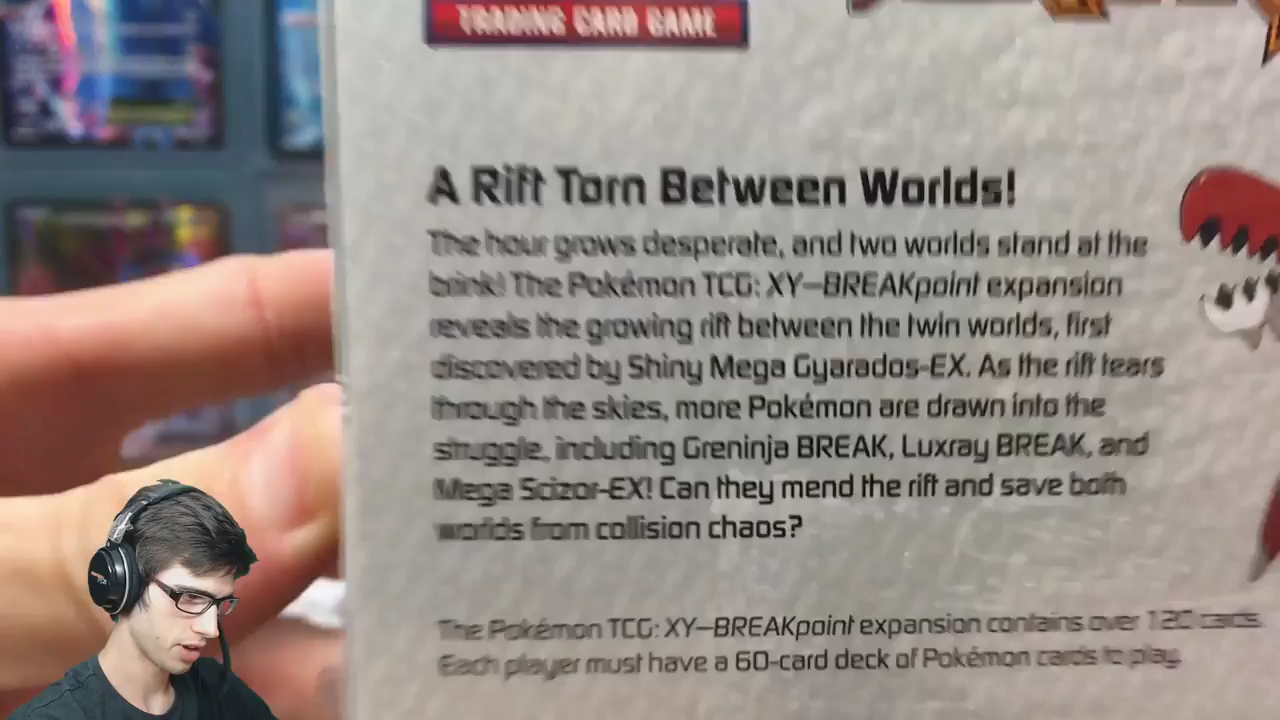 TRADING CARD GAME
A Rift Torn Between Worlds!
The hour grows desperate, and two worlds stand at the
brink! The Pokémon TCG: XY–BREAKpoint expansion
reveals the growing rift between the twin worlds, first
discovered by Shiny Mega Gyarados-EX. As the rift tears
through the skies, more Pokémon are drawn into the
struggle, including Greninja BREAK, Luxray BREAK, and
Mega Scizor-EX! Can they mend the rift and save both
worlds from collision chaos?
The Pokémon TCG: XY–BREAKpoint expansion contains over 120 cards.
Each player must have a 60-card deck of Pokémon cards to play.